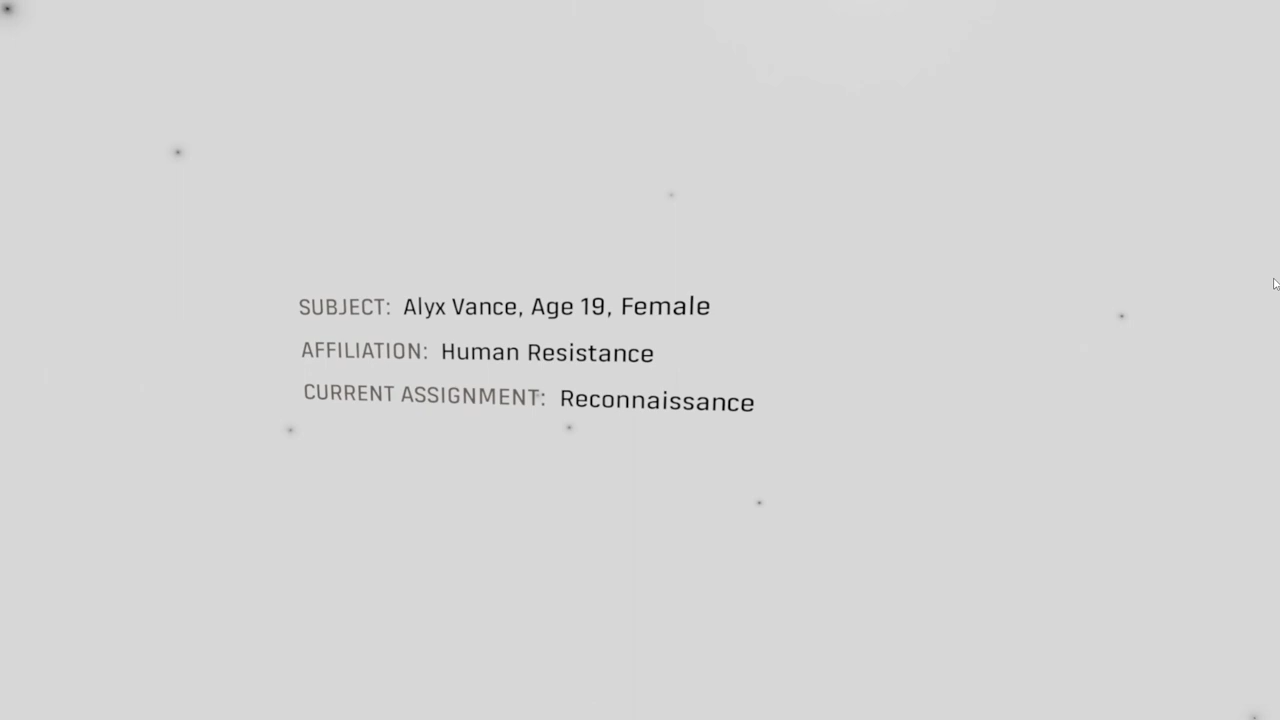 SUBJECT: Alyx Vance, Age 19, Female
AFFILIATION: Human Resistance
CURRENT ASSIGNMENT: Reconnaissance